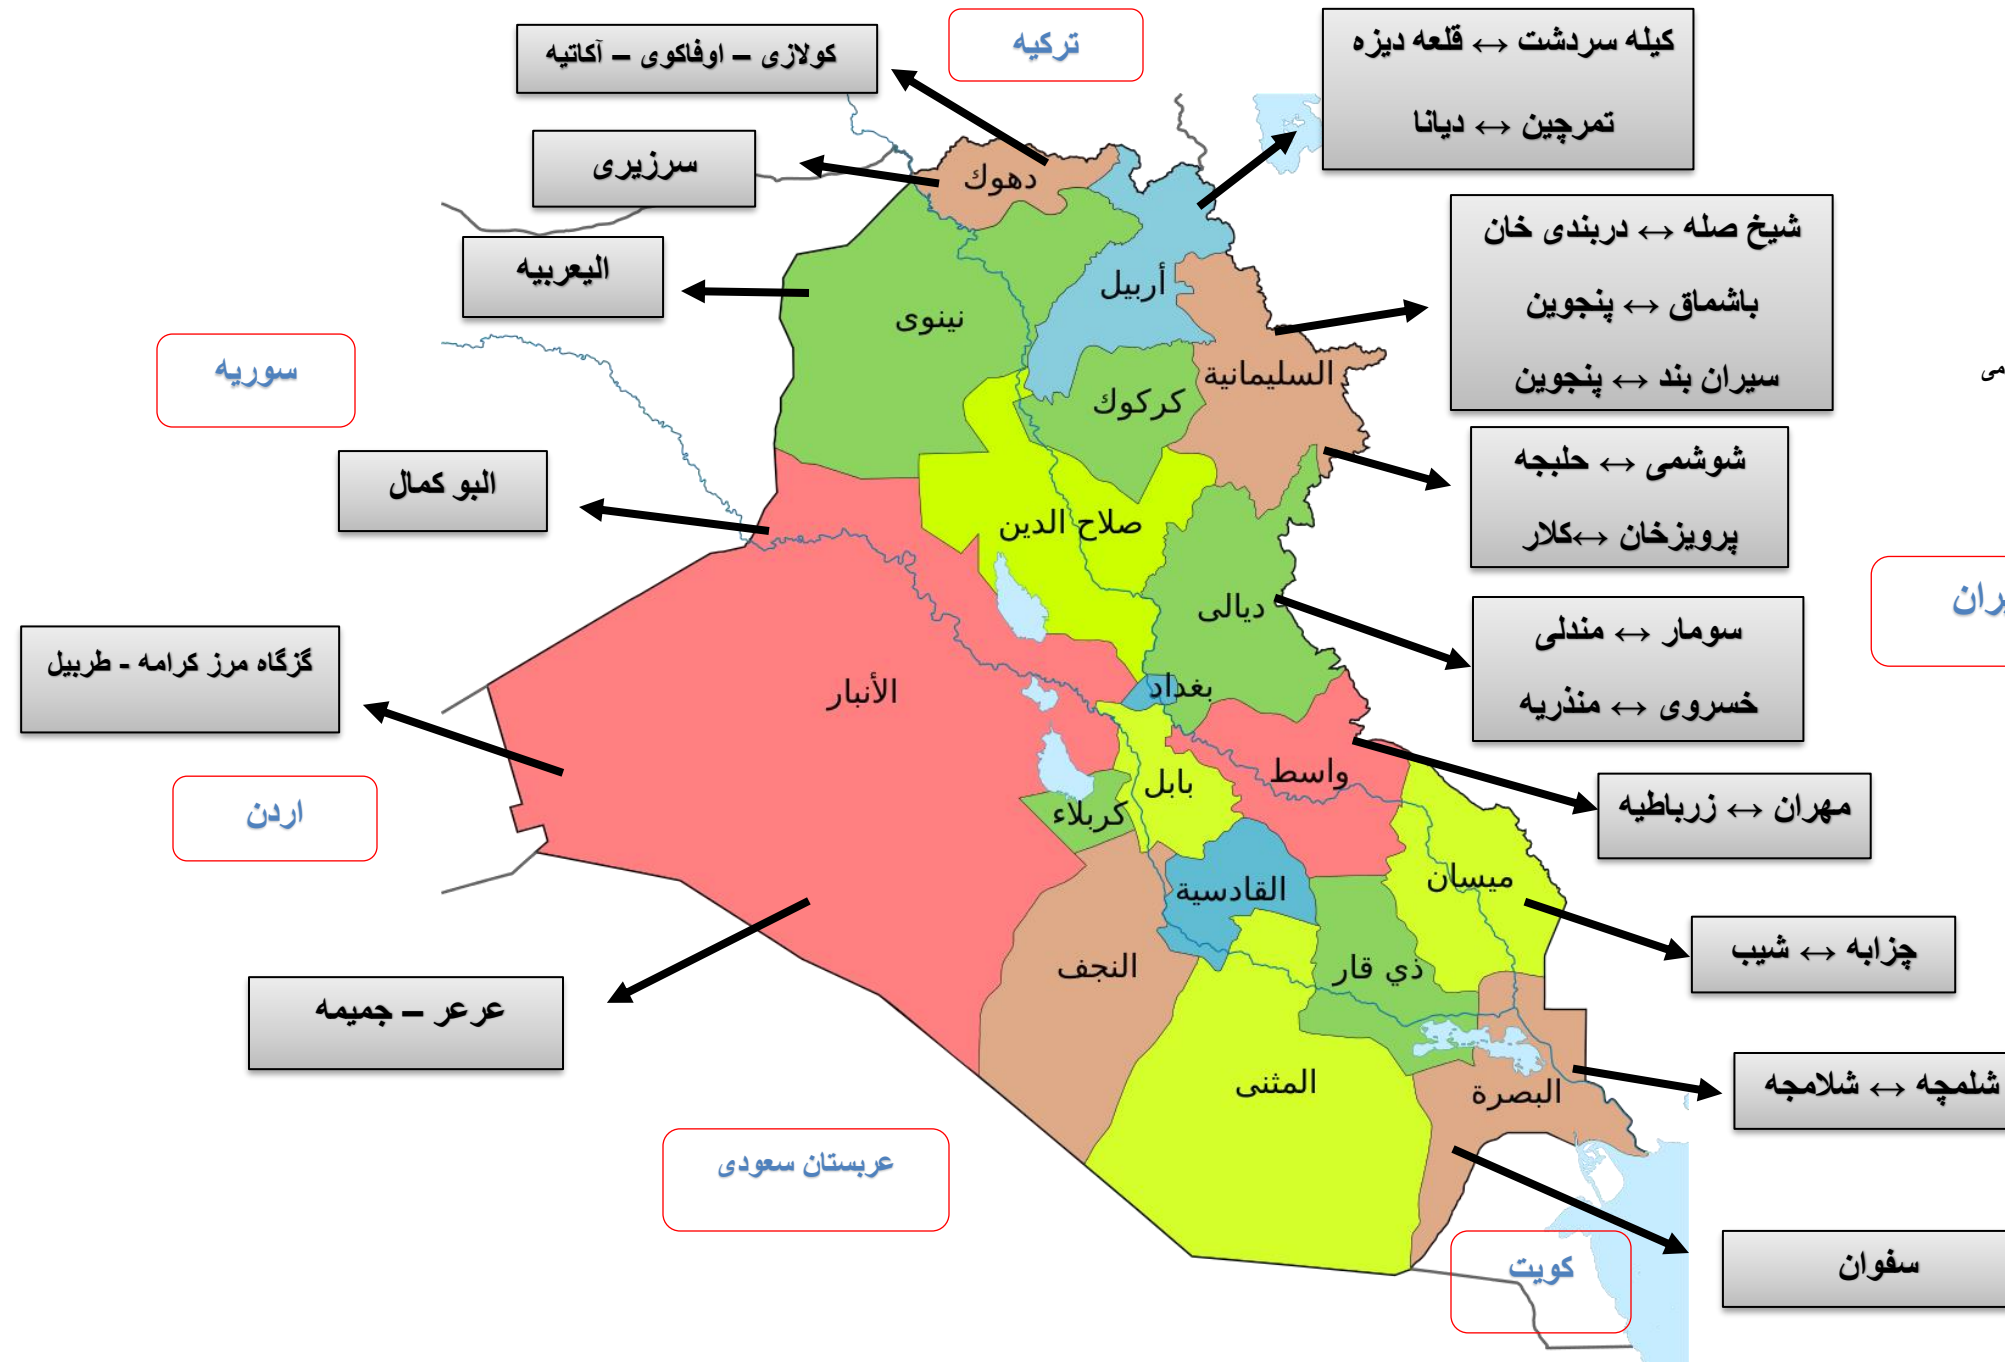 ترکیه
کولازی – اوفاکوی – آکاتیه
کیله سردشت ↔ قلعه دیزه
تمرچین ↔ دیانا
سرزیری
الیعربیه
شیخ صله ↔ دربندی خان
باشماق ↔ پنجوین
سیران بند ↔ پنجوین
دهوك
أربيل
نينوى
السليمانية
كركوك
سوریه
شوشمی ↔ حلبجه
پرویزخان ↔کلار
البو کمال
صلاح الدين
ديالى
سومار ↔ مندلی
خسروی ↔ منذریه
گزگاه مرز کرامه - طربیل
الأنبار
بغداد
واسط
بابل
كربلاء
مهران ↔ زرباطیه
اردن
ميسان
القادسية
چزابه ↔ شیب
النجف
ذي قار
عرعر – جمیمه
المثنى
البصرة
شلمچه ↔ شلامجه
عربستان سعودی
کویت
سفوان